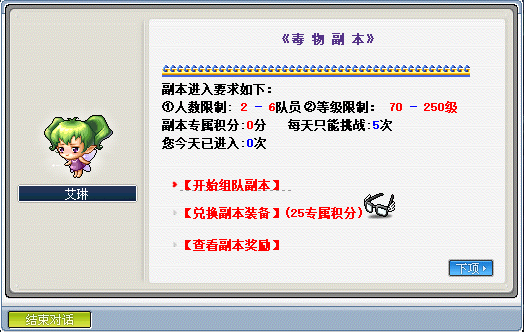 《毒 物 副 本》
副本进入要求如下:
①人数限制: 2 - 6队员 ②等级限制: 70 - 250级
副本专属积分:0分 每天只能挑战:5次
您今天已进入:0次
【开始组队副本】
【兑换副本装备】(25专属积分)
【查看副本奖励】
艾琳
下项
结束对话